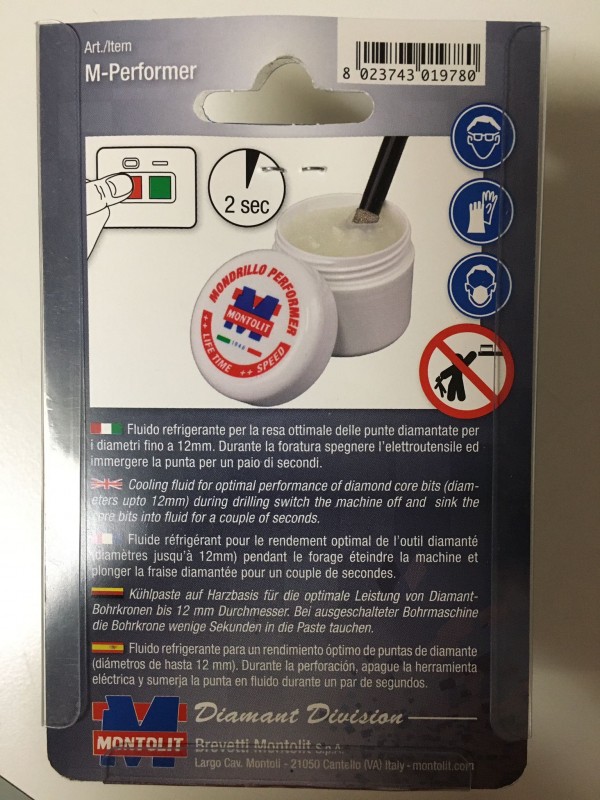 Art./Item
M-Performer
8 023743 019780
2 sec
MONDRILLO PERFORMER
MONTOLIT
LIFE TIME ++ SPEED ++
Fluido refrigerante per la resa ottimale delle punte diamantate per
i diametri fino a 12mm. Durante la foratura spegnere l'elettroutensile ed
immergere la punta per un paio di secondi.
Cooling fluid for optimal performance of diamond core bits (diam-
eters upto 12mm) during drilling switch the machine off and sink the
core bits into fluid for a couple of seconds.
Fluide réfrigérant pour le rendement optimal de l'outil diamanté
(diamètres jusqu'à 12mm) pendant le forage éteindre la machine et
plonger la fraise diamantée pour un couple de secondes.
Kühlpaste auf Harzbasis für die optimale Leistung von Diamant-
Bohrkronen bis 12 mm Durchmesser. Bei ausgeschalteter Bohrmaschine
die Bohrkrone wenige Sekunden in die Paste tauchen.
Fluido refrigerante para un rendimiento óptimo de puntas de diamante
(diámetros de hasta 12 mm). Durante la perforación, apague la herramienta
eléctrica y sumerja la punta en fluido durante un par de segundos.
MONTOLIT
Diamant Division
Brevetti Montolit S.p.A.
Largo Cav. Montoli - 21050 Cantello (VA) Italy - montolit.com